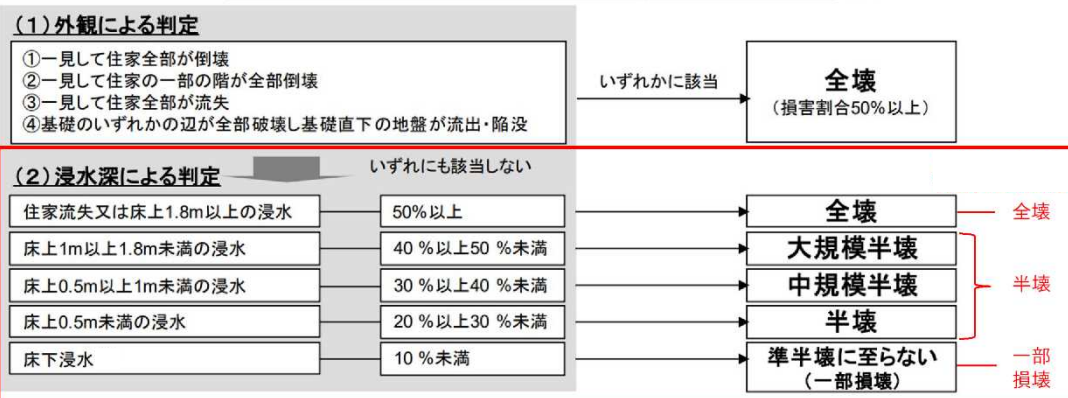 （１）外観による判定
①一見して住家全部が倒壊
②一見して住家の一部の階が全部倒壊
③一見して住家全部が流失
④基礎のいずれかの辺が全部破壊し基礎直下の地盤が流出・陥没
いずれかに該当
全壊
（損害割合50%以上）
（２）浸水深による判定
いずれにも該当しない
住家流失又は床上1.8m以上の浸水
50%以上
全壊
全壊
床上1m以上1.8m未満の浸水
40 %以上50 %未満
大規模半壊
床上0.5m以上1m未満の浸水
30 %以上40 %未満
中規模半壊
半壊
床上0.5m未満の浸水
20 %以上30 %未満
半壊
床下浸水
10 %未満
準半壊に至らない
（一部損壊）
一部
損壊